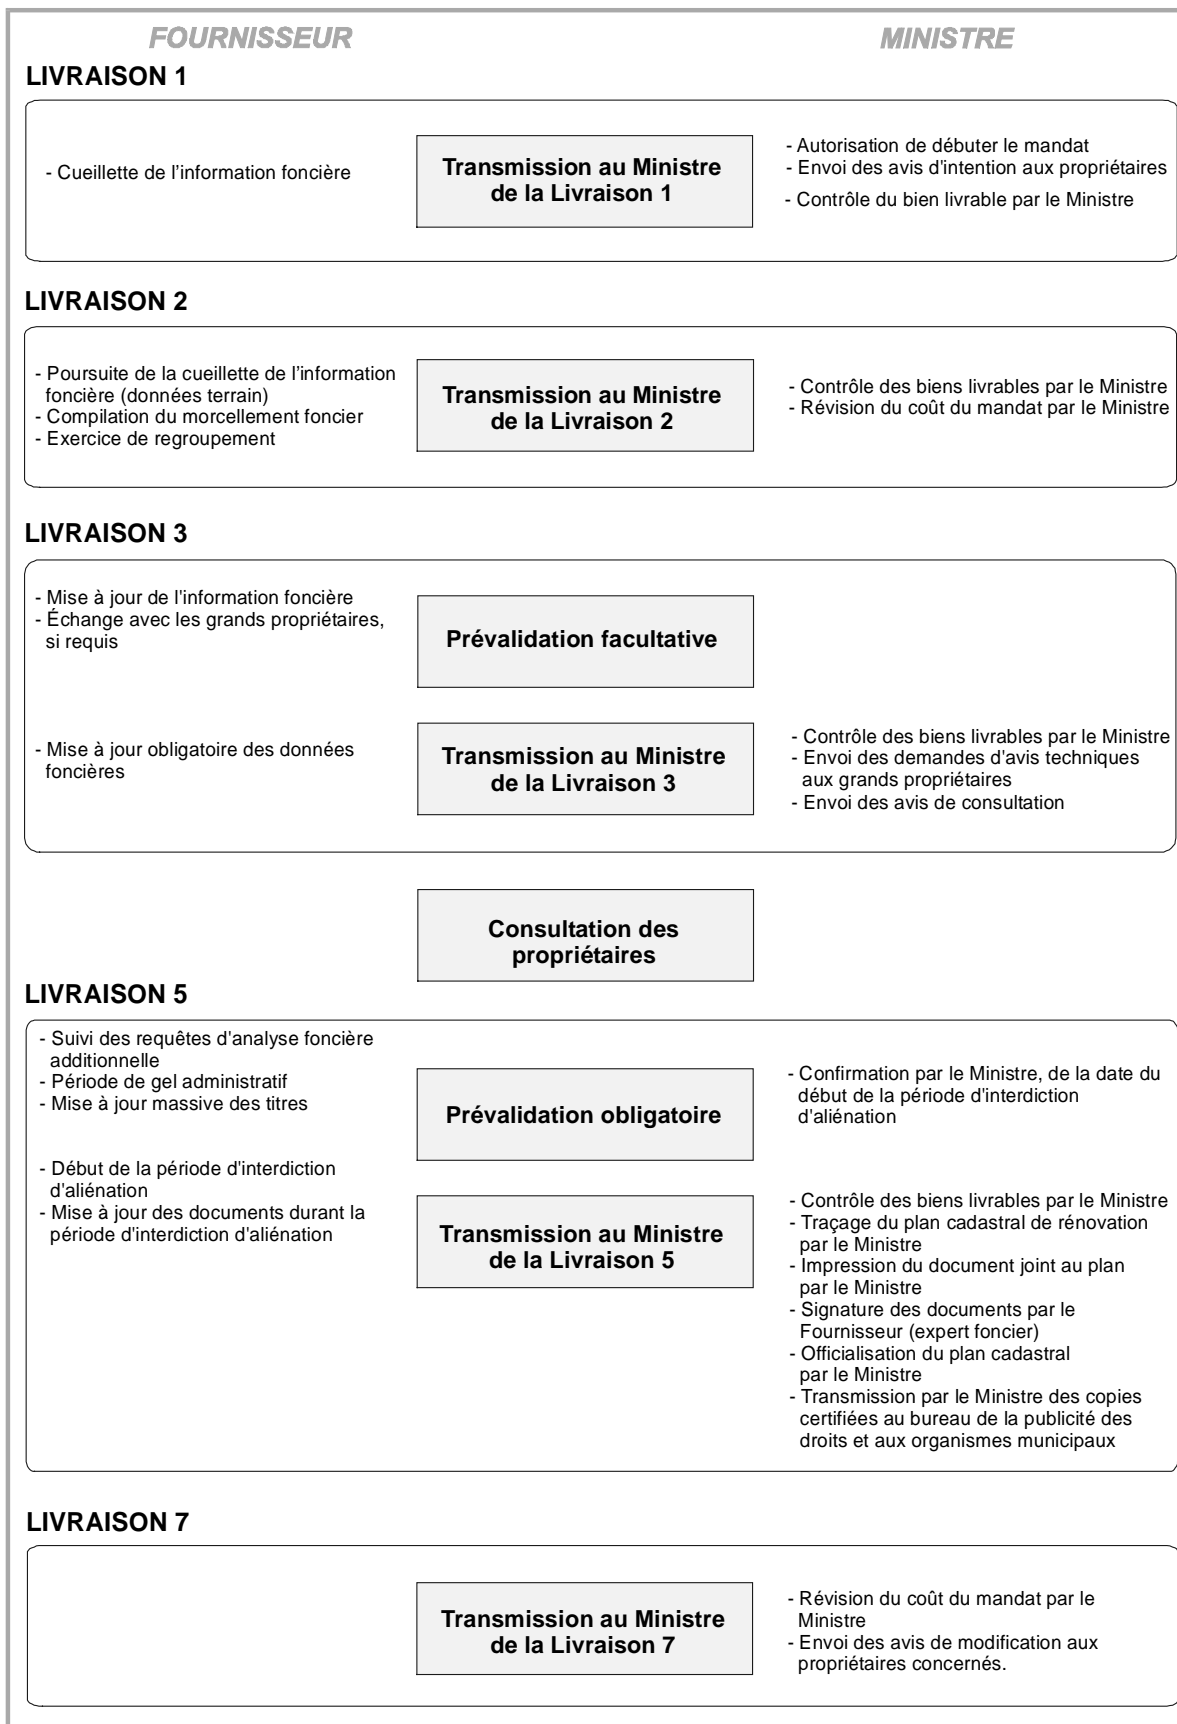 FOURNISSEUR
MINISTRE
LIVRAISON 1
- Cueillette de l'information foncière
Transmission au Ministre
de la Livraison 1
- Autorisation de débuter le mandat
- Envoi des avis d'intention aux propriétaires
- Contrôle du bien livrable par le Ministre
LIVRAISON 2
- Poursuite de la cueillette de l'information
foncière (données terrain)
- Compilation du morcellement foncier
- Exercice de regroupement
Transmission au Ministre
de la Livraison 2
- Contrôle des biens livrables par le Ministre
- Révision du coût du mandat par le Ministre
LIVRAISON 3
- Mise à jour de l'information foncière
- Échange avec les grands propriétaires,
si requis
Prévalidation facultative
- Mise à jour obligatoire des données
foncières
Transmission au Ministre
de la Livraison 3
- Contrôle des biens livrables par le Ministre
- Envoi des demandes d'avis techniques
aux grands propriétaires
- Envoi des avis de consultation
Consultation des
propriétaires
LIVRAISON 5
- Suivi des requêtes d'analyse foncière
additionnelle
- Période de gel administratif
- Mise à jour massive des titres
Prévalidation obligatoire
- Confirmation par le Ministre, de la date du
début de la période d'interdiction
d'aliénation
- Début de la période d'interdiction
d'aliénation
- Mise à jour des documents durant la
période d'interdiction d'aliénation
Transmission au Ministre
de la Livraison 5
- Contrôle des biens livrables par le Ministre
- Traçage du plan cadastral de rénovation
par le Ministre
- Impression du document joint au plan
par le Ministre
- Signature des documents par le
Fournisseur (expert foncier)
- Officialisation du plan cadastral
par le Ministre
- Transmission par le Ministre des copies
certifiées au bureau de la publicité des
droits et aux organismes municipaux
LIVRAISON 7
Transmission au Ministre
de la Livraison 7
- Révision du coût du mandat par le
Ministre
- Envoi des avis de modification aux
propriétaires concernés.